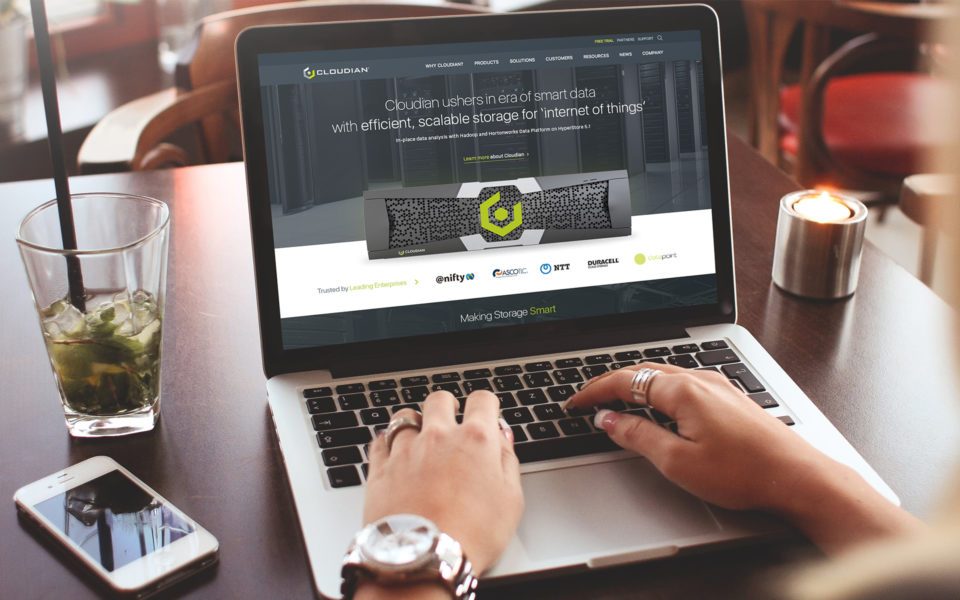 FREE TRIAL PARTNERS SUPPORT
CLOUDIAN
WHY CLOUDIAN? PRODUCTS SOLUTIONS CUSTOMERS RESOURCES NEWS COMPANY
Cloudian ushers in era of smart data
with efficient, scalable storage for 'internet of things'
In-place data analysis with Hadoop and Hortonworks Data Platform on HyperStore 5.1
Learn more about Cloudian >
CLOUDIAN
Trusted by Leading Enterprises >
@nifty
NTT
DURACELL
datapoint
Making Storage Smart